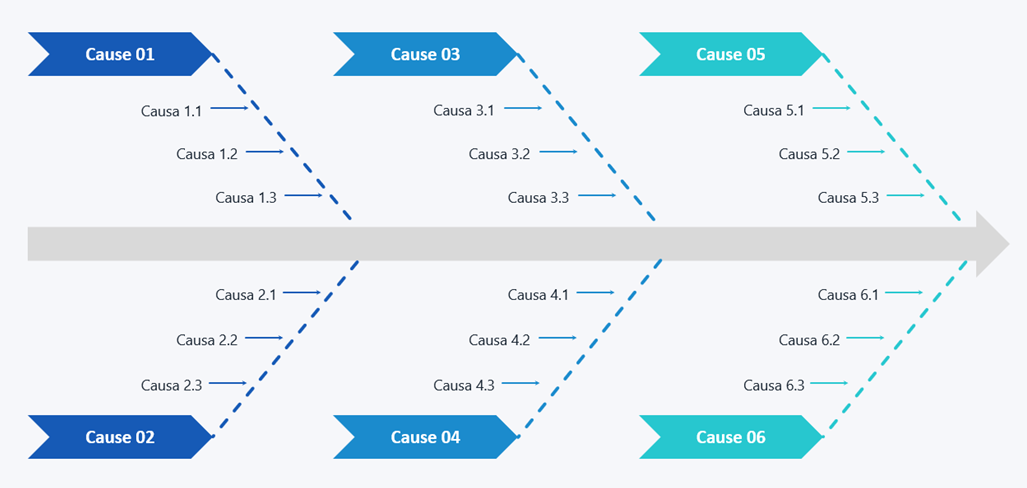 Cause 01
Cause 03
Cause 05
Causa 1.1
Causa 3.1
Causa 5.1
Causa 1.2
Causa 3.2
Causa 5.2
Causa 1.3
Causa 3.3
Causa 5.3
Causa 2.1
Causa 4.1
Causa 6.1
Causa 2.2
Causa 4.2
Causa 6.2
Causa 2.3
Causa 4.3
Causa 6.3
Cause 02
Cause 04
Cause 06